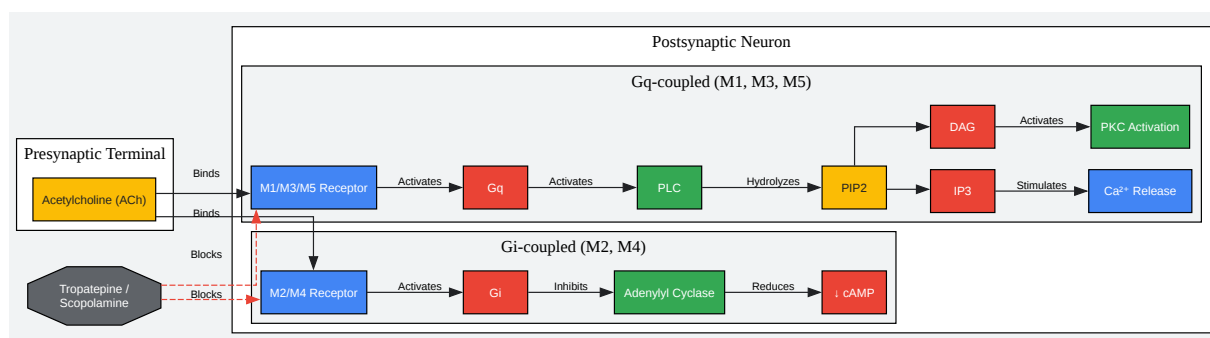 Postsynaptic Neuron
Gq-coupled (M1, M3, M5)
DAG
Activates
PKC Activation
Presynaptic Terminal
Acetylcholine (ACh)
Binds
M1/M3/M5 Receptor
Activates
Gq
Activates
PLC
Hydrolyzes
PIP2
IP3
Stimulates
Ca²⁺ Release
Binds
Gi-coupled (M2, M4)
Blocks
Tropatepine /
Scopolamine
Blocks
M2/M4 Receptor
Activates
Gi
Inhibits
Adenylyl Cyclase
Reduces
↓ cAMP